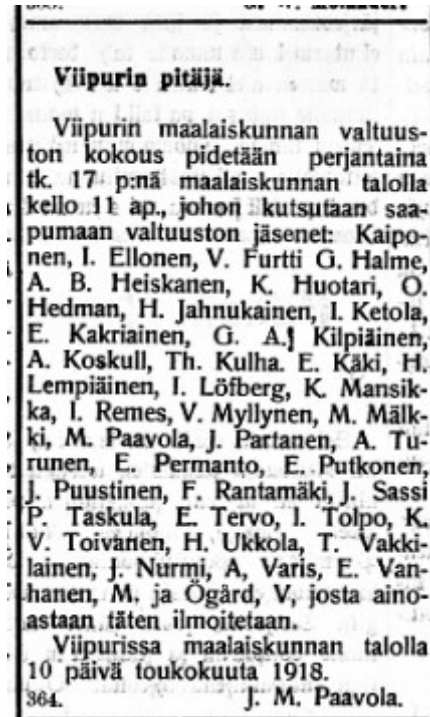 Viipurin pitäjä.
Viipurin maalaiskunnan valtuus-
ton kokous pidetään perjantaina
tk. 17 p:nä maalaiskunnan talolla
kello 11 ap., johon kutsutaan saa-
pumaan valtuuston jäsenet: Kaipo-
nen, I. Ellonen, V. Furtti G. Halme,
A. B. Heiskanen, K. Huotari, O.
Hedman, H. Jahnukainen, I. Ketola,
E. Kakriainen, G. A. Kilpiäinen,
A. Koskull, Th. Kulha. E. Käki, H.
Lempiäinen, I. Löfberg, K. Mansik-
ka, I. Remes, V. Myllynen, M. Mälk-
ki, M. Paavola, J. Partanen, A. Tu-
runen, E. Permanto, E. Putkonen,
J. Puustinen, F. Rantamäki, J. Sassi
P. Taskula, E. Tervo, I. Tolpo, K.
V. Toivanen, H. Ukkola, T. Vakki-
lainen, J. Nurmi, A, Varis, E. Van-
hanen, M, ja Ögård, V, josta aino-
astaan täten ilmoitetaan.
Viipurissa maalaiskunnan talolla
10 päivä toukokuuta 1918.
364. J. M. Paavola.